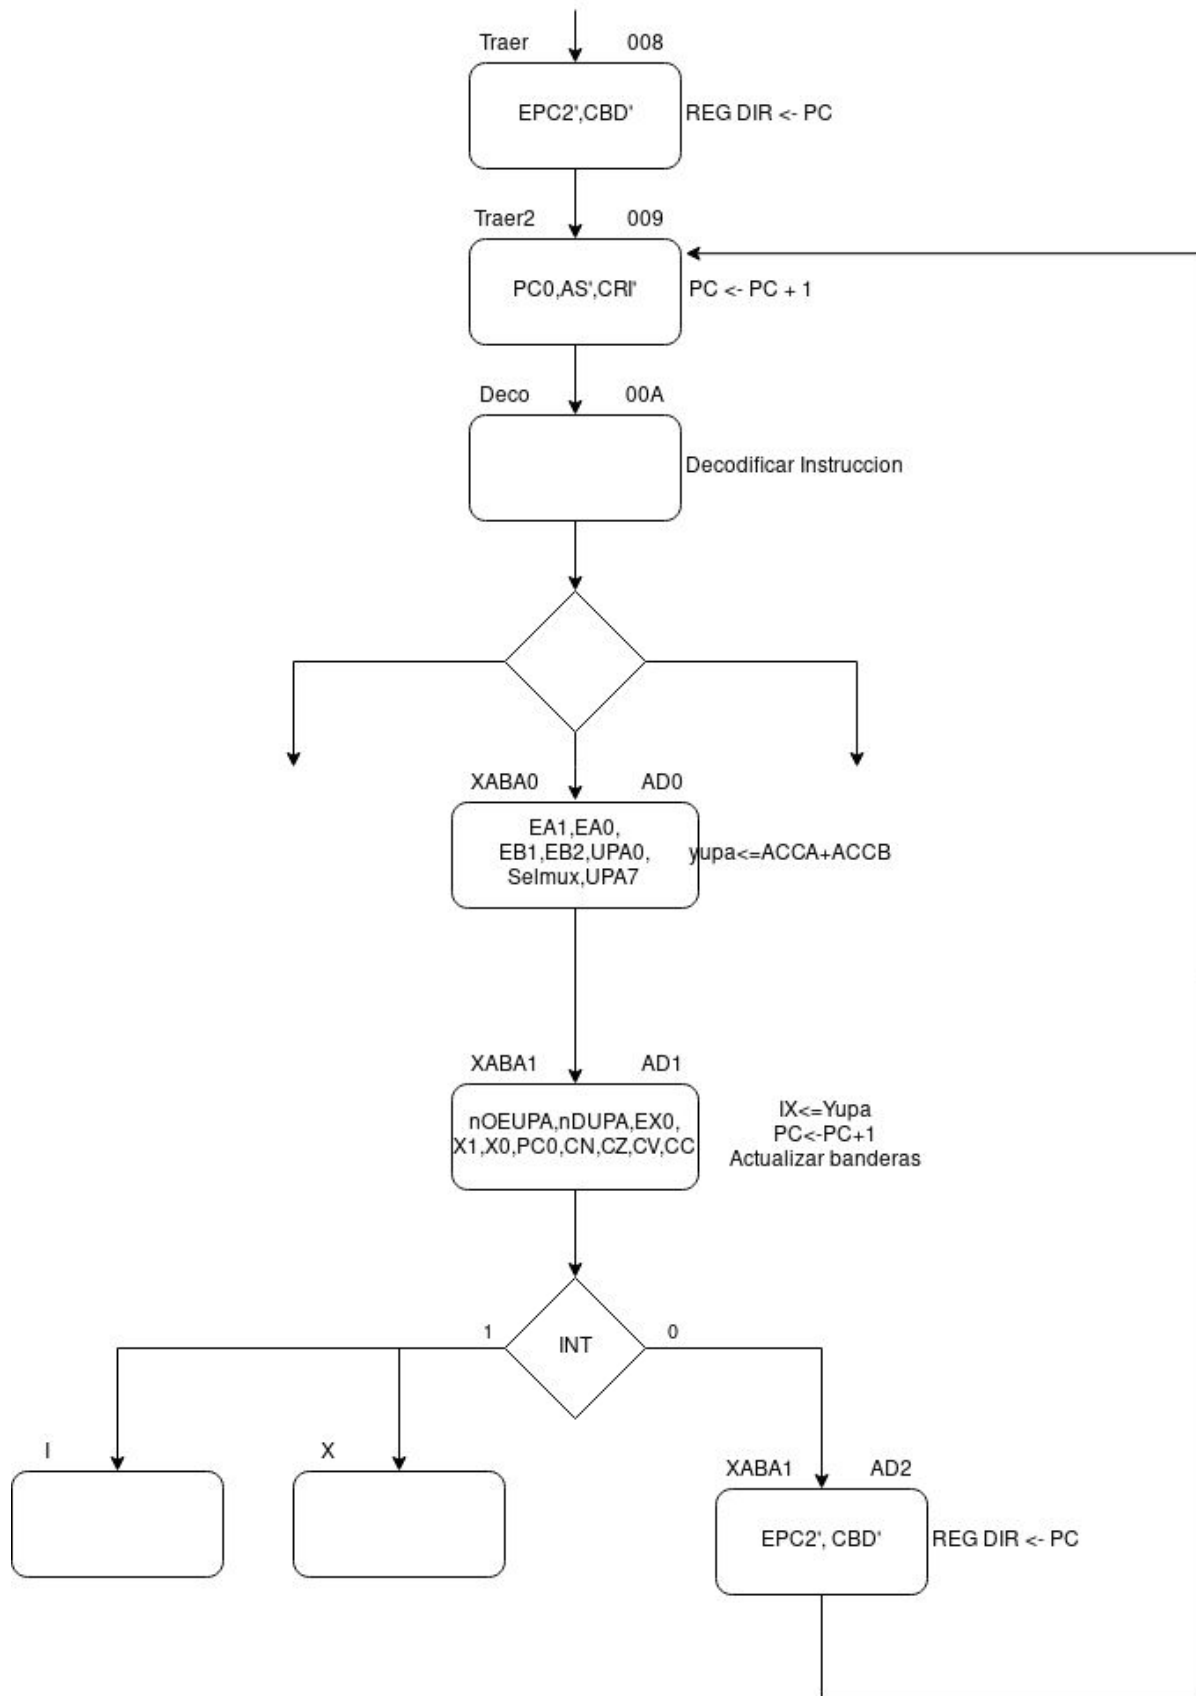 Traer 008
EPC2',CBD' REG DIR <- PC
Traer2 009
PC0,AS',CRI' PC <- PC + 1
Deco 00A
Decodificar Instruccion
XABA0 AD0
EA1,EA0,
EB1,EB2,UPA0, yupa<=ACCA+ACCB
Selmux,UPA7
XABA1 AD1
nOEUPA,nDUPA,EX0,
X1,X0,PC0,CN,CZ,CV,CC
IX<=Yupa
PC<-PC+1
Actualizar banderas
1 INT 0
I X XABA1 AD2
EPC2', CBD' REG DIR <- PC